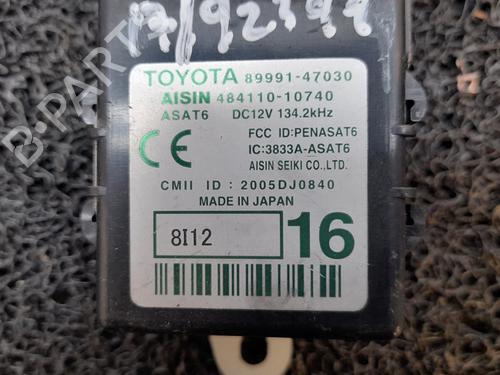 TOYOTA 89991-47030
AISIN 484110-10740
ASAT6 DC12V 134.2kHz
FCC ID:PENASAT6
IC:3833A-ASAT6
AISIN SEIKI CO.,LTD.
CE
CMII ID : 2005DJ0840
MADE IN JAPAN
8I12
16